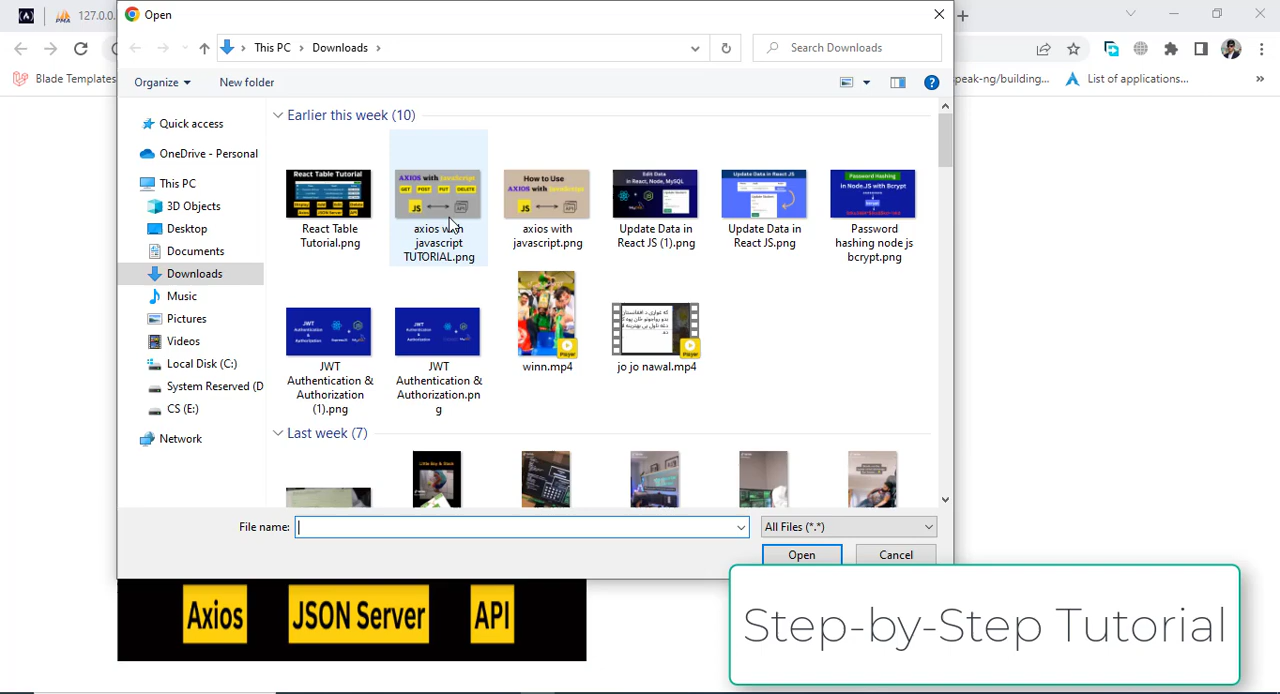 Open
127.0.0.
This PC
Downloads
Search Downloads
Blade Templates
peak-ng/building...
List of applications...
Organize
New folder
Quick access
OneDrive - Personal
This PC
3D Objects
Desktop
Documents
Downloads
Music
Pictures
Videos
Local Disk (C:)
System Reserved (D
CS (E:)
Network
Earlier this week (10)
React Table
Tutorial.png
axios with
javascript
TUTORIAL.png
axios with
javascript.png
Update Data in
React JS (1).png
Update Data in
React JS.png
Password
hashing node js
bcrypt.png
JWT
Authentication &
Authorization
(1).png
JWT
Authentication &
Authorization.pn
g
winn.mp4
jo jo nawal.mp4
Last week (7)
File name:
All Files (*.*)
Open
Cancel
Axios
JSON Server
API
Step-by-Step Tutorial